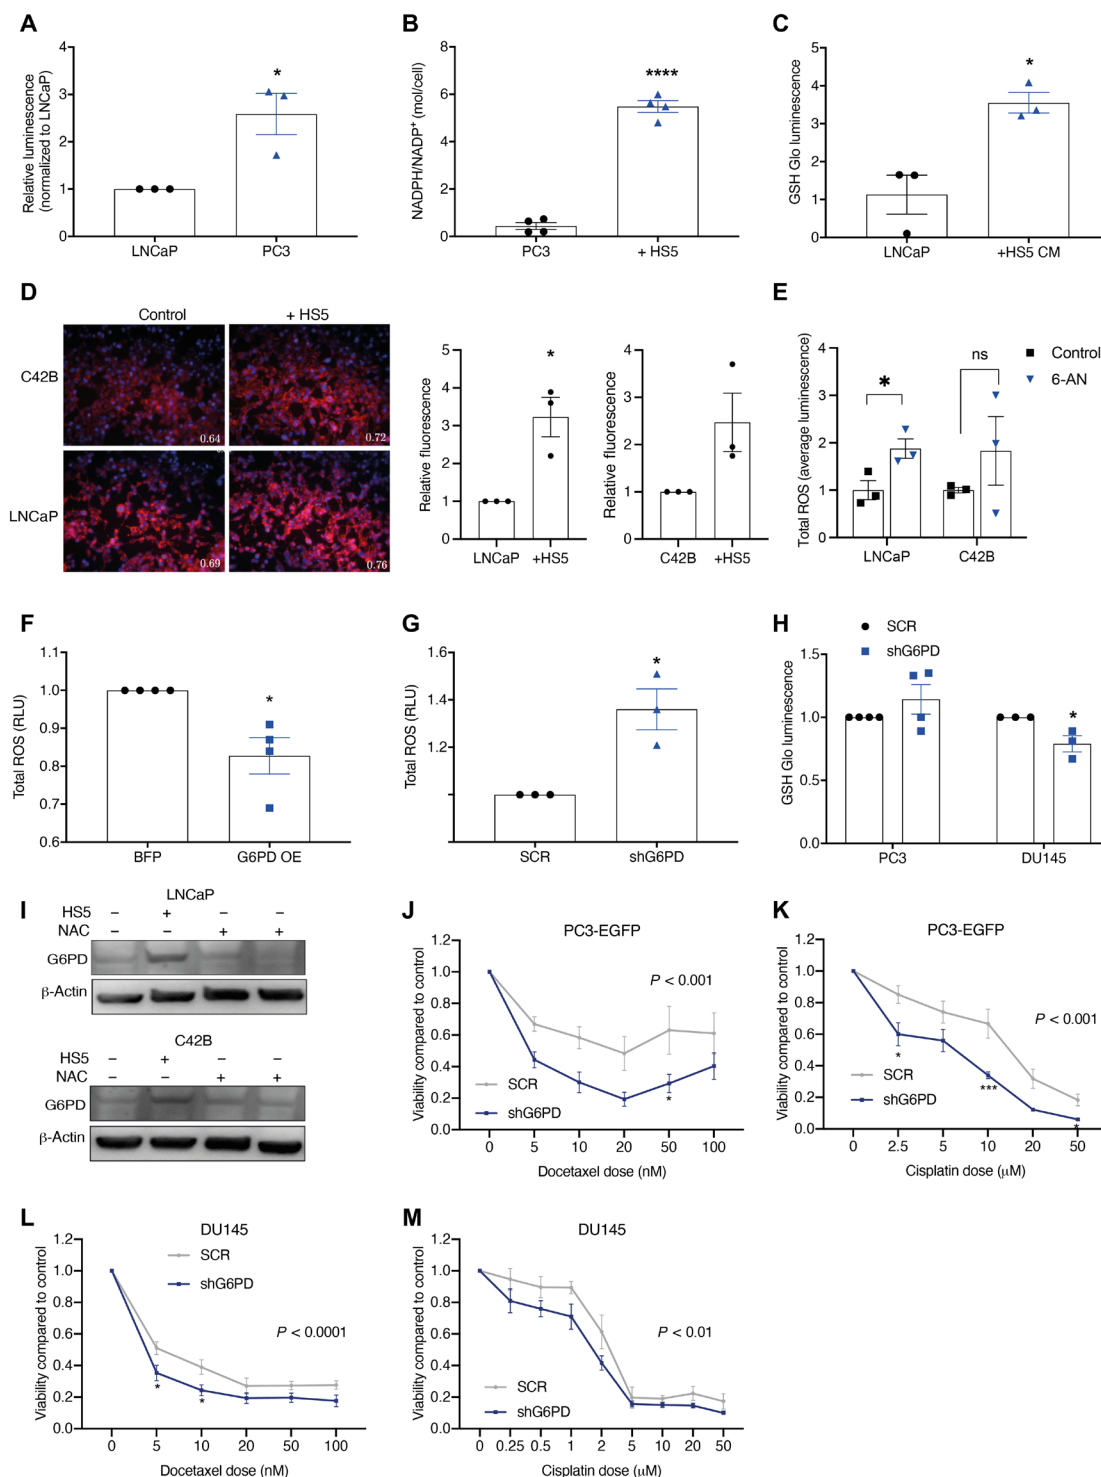 A
Relative luminescence
(normalized to LNCaP)
4
3
2
1
0
*
LNCaP
PC3
B
NADPH/NADP+ (mol/cell)
8
6
4
2
0
****
PC3
+ HS5
C
GSH Glo luminescence
5
4
3
2
1
0
*
LNCaP
+HS5 CM
D
Control
+ HS5
C42B
0.64
0.72
LNCaP
0.69
0.76
Relative fluorescence
5
4
3
2
1
0
*
LNCaP
+HS5
Relative fluorescence
4
3
2
1
0
C42B
+HS5
E
Total ROS (average luminescence)
4
3
2
1
0
*
ns
Control
6-AN
LNCaP
C42B
F
Total ROS (RLU)
1.1
1.0
0.9
0.8
0.7
0.6
*
BFP
G6PD OE
G
Total ROS (RLU)
1.6
1.4
1.2
*
SCR
shG6PD
H
SCR
shG6PD
GSH Glo luminescence
1.5
1.0
0.5
0.0
*
PC3
DU145
I
LNCaP
HS5 – + – –
NAC – – + +
G6PD
β-Actin
C42B
HS5 – + – –
NAC – – + +
G6PD
β-Actin
J
PC3-EGFP
Viability compared to control
1.2
1.0
0.8
0.6
0.4
0.2
0.0
P < 0.001
SCR
shG6PD
*
0 5 10 20 50 100
Docetaxel dose (nM)
K
PC3-EGFP
Viability compared to control
1.2
1.0
0.8
0.6
0.4
0.2
0.0
P < 0.001
SCR
shG6PD
*
***
*
0 2.5 5 10 20 50
Cisplatin dose (μM)
L
DU145
Viability compared to control
1.2
1.0
0.8
0.6
0.4
0.2
0.0
SCR
shG6PD
P < 0.0001
*
*
0 5 10 20 50 100
Docetaxel dose (nM)
M
DU145
Viability compared to control
1.2
1.0
0.8
0.6
0.4
0.2
0.0
P < 0.01
SCR
shG6PD
0 0.25 0.5 1 2 5 10 20 50
Cisplatin dose (μM)